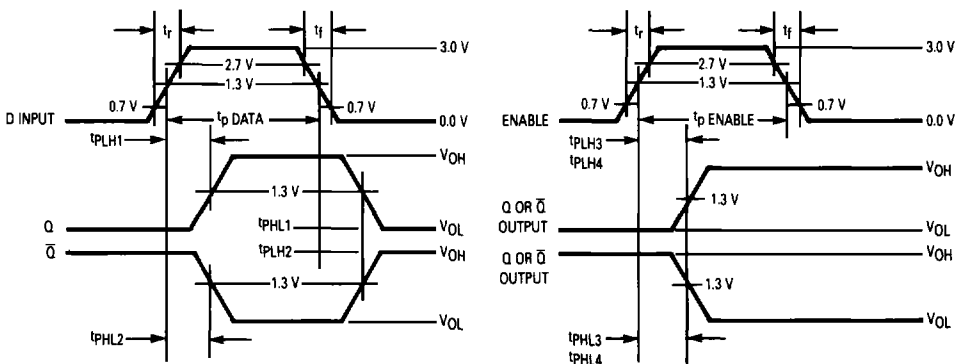 tr
tf
3.0 V
2.7 V
1.3 V
0.7 V
0.7 V
D INPUT
tp DATA
0.0 V
tPLH1
VOH
1.3 V
Q
tPHL1
VOL
Q̅
tPLH2
VOH
1.3 V
VOL
tPHL2
tr
tf
3.0 V
2.7 V
1.3 V
0.7 V
0.7 V
ENABLE
tp ENABLE
0.0 V
tPLH3
tPLH4
VOH
Q OR Q̅
OUTPUT
1.3 V
VOL
Q OR Q̅
OUTPUT
VOH
1.3 V
VOL
tPHL3
tPHL4